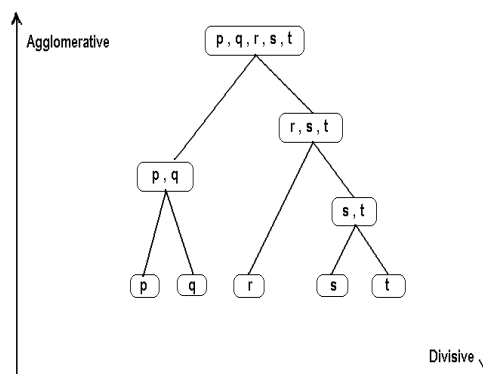 p , q , r , s , t
Agglomerative
r , s , t
p , q
s , t
p q r s t
Divisive